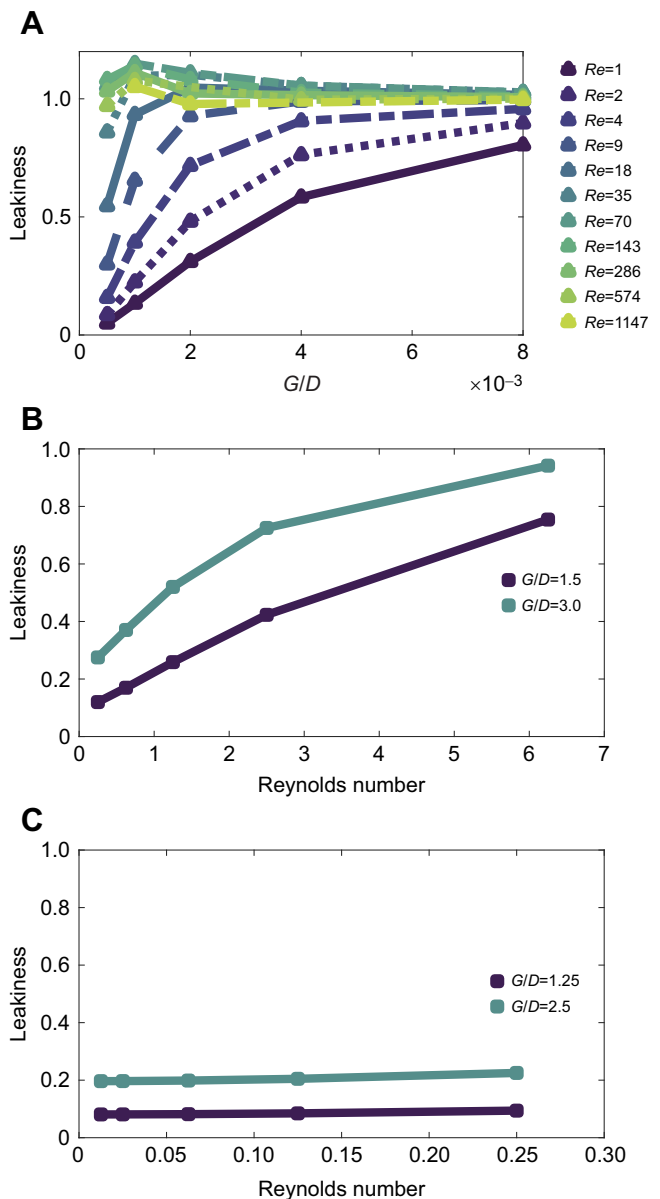 A
Leakiness
1.0
0.5
0
0
2
4
6
8
G/D
×10⁻³
Re=1
Re=2
Re=4
Re=9
Re=18
Re=35
Re=70
Re=143
Re=286
Re=574
Re=1147
B
Leakiness
1.0
0.8
0.6
0.4
0.2
0
0
1
2
3
4
5
6
7
Reynolds number
G/D=1.5
G/D=3.0
C
Leakiness
1.0
0.8
0.6
0.4
0.2
0
0
0.05
0.10
0.15
0.20
0.25
0.30
Reynolds number
G/D=1.25
G/D=2.5